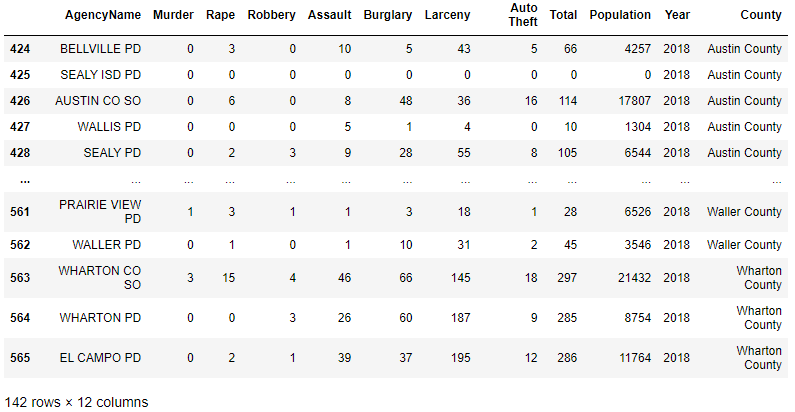 AgencyName Murder Rape Robbery Assault Burglary Larceny Auto Theft Total Population Year County
424 BELLVILLE PD 0 3 0 10 5 43 5 66 4257 2018 Austin County
425 SEALY ISD PD 0 0 0 0 0 0 0 0 0 2018 Austin County
426 AUSTIN CO SO 0 6 0 8 48 36 16 114 17807 2018 Austin County
427 WALLIS PD 0 0 0 5 1 4 0 10 1304 2018 Austin County
428 SEALY PD 0 2 3 9 28 55 8 105 6544 2018 Austin County
... ... ... ... ... ... ... ... ... ... ... ... ...
561 PRAIRIE VIEW PD 1 3 1 1 3 18 1 28 6526 2018 Waller County
562 WALLER PD 0 1 0 1 10 31 2 45 3546 2018 Waller County
563 WHARTON CO SO 3 15 4 46 66 145 18 297 21432 2018 Wharton County
564 WHARTON PD 0 0 3 26 60 187 9 285 8754 2018 Wharton County
565 EL CAMPO PD 0 2 1 39 37 195 12 286 11764 2018 Wharton County
142 rows × 12 columns